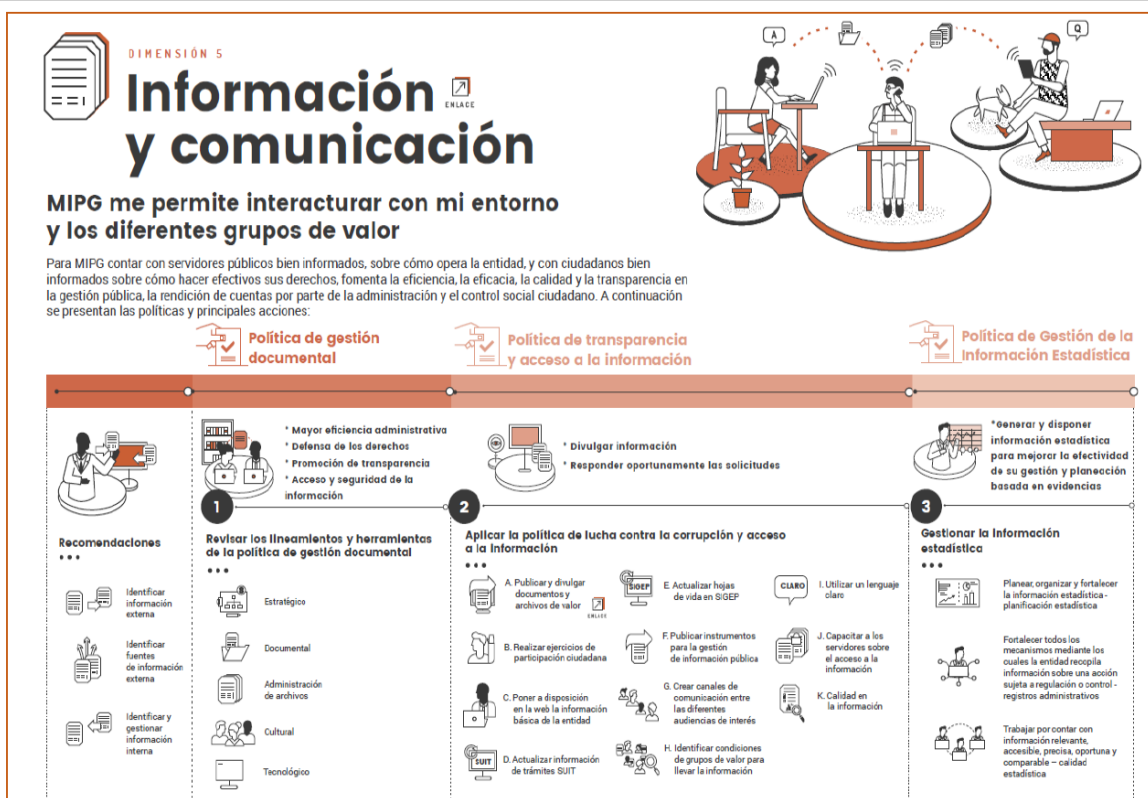 DIMENSIÓN 5
Información
y comunicación
ENLACE
A
Q
MIPG me permite interacturar con mi entorno
y los diferentes grupos de valor
Para MIPG contar con servidores públicos bien informados, sobre cómo opera la entidad, y con ciudadanos bien
informados sobre cómo hacer efectivos sus derechos, fomenta la eficiencia, la eficacia, la calidad y la transparencia en
la gestión pública, la rendición de cuentas por parte de la administración y el control social ciudadano. A continuación
se presentan las políticas y principales acciones:
Política de gestión
documental
Política de transparencia
y acceso a la información
Política de Gestión de la
Información Estadística
* Mayor eficiencia administrativa
* Defensa de los derechos
* Promoción de transparencia
* Acceso y seguridad de la
información
* Divulgar información
* Responder oportunamente las solicitudes
*Generar y disponer
información estadística
para mejorar la efectividad
de su gestión y planeación
basada en evidencias
Recomendaciones
Identificar
información
externa
Identificar
fuentes
de información
externa
Identificar y
gestionar
información
interna
1
Revisar los lineamientos y herramientas
de la política de gestión documental
Estratégico
Documental
Administración
de archivos
Cultural
Tecnológico
2
Aplicar la política de lucha contra la corrupción y acceso
a la información
A. Publicar y divulgar
documentos y
archivos de valor
ENLACE
B. Realizar ejercicios de
participación ciudadana
C. Poner a disposición
en la web la información
básica de la entidad
SUIT
D. Actualizar información
de trámites SUIT
SIGEP
E. Actualizar hojas
de vida en SIGEP
F. Publicar instrumentos
para la gestión
de información pública
G. Crear canales de
comunicación entre
las diferentes
audiencias de interés
H. Identificar condiciones
de grupos de valor para
llevar la información
CLARO
I. Utilizar un lenguaje
claro
J. Capacitar a los
servidores sobre
el acceso a la
información
K. Calidad en
la información
3
Gestionar la información
estadística
Planear, organizar y fortalecer
la información estadística -
planificación estadística
Fortalecer todos los
mecanismos mediante los
cuales la entidad recopila
información sobre una acción
sujeta a regulación o control -
registros administrativos
Trabajar por contar con
información relevante,
accesible, precisa, oportuna y
comparable – calidad
estadística